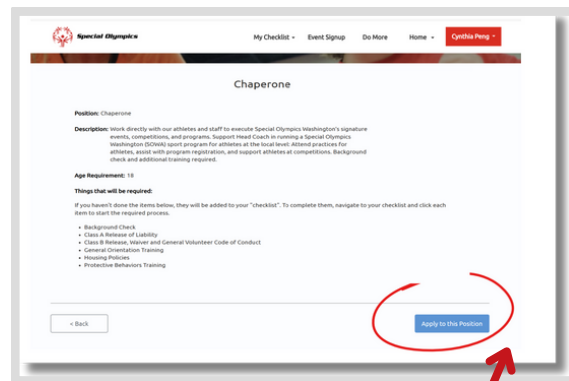 Special Olympics My Checklist Event Signup Do More Home Cynthia Peng
Chaperone
Position: Chaperone
Description: Work directly with our athletes and staff to execute Special Olympics Washington's signature
events, competitions, and programs. Support Head Coach in running a Special Olympics
Washington (SOWA) sport program for athletes at the local level: Attend practices for
athletes, assist with program registration, and support athletes at competitions. Background
check and additional training required.
Age Requirement: 18
Things that will be required:
If you haven't done the items below, they will be added to your "checklist". To complete them, navigate to your checklist and click each
item to start the required process.
• Background Check
• Class A Release of Liability
• Class B Release, Waiver and General Volunteer Code of Conduct
• General Orientation Training
• Housing Policies
• Protective Behaviors Training
< Back Apply to this Position